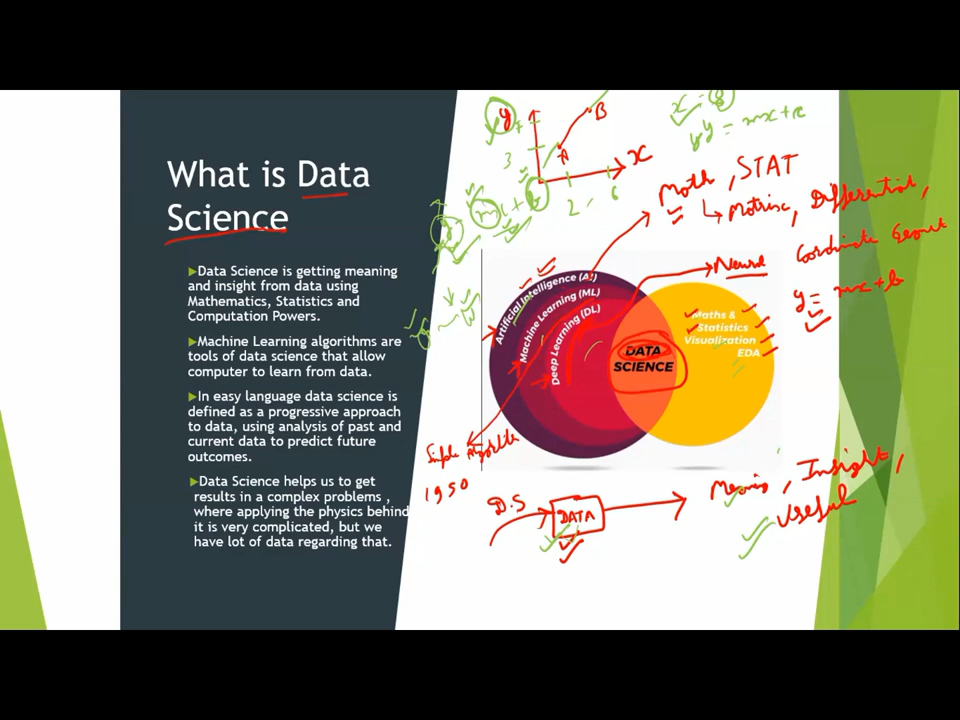 What is Data
Science
Data Science is getting meaning
and insight from data using
Mathematics, Statistics and
Computation Powers.
Machine Learning algorithms are
tools of data science that allow
computer to learn from data.
In easy language data science is
defined as a progressive approach
to data, using analysis of past and
current data to predict future
outcomes.
Data Science helps us to get
results in a complex problems ,
where applying the physics behind
it is very complicated, but we
have lot of data regarding that.
y
B
A
x
3
2
6
y = mx + c
Math , STAT
Differential,
Coordinate
Neural
y = mx + b
Artificial Intelligence (AI)
Machine Learning (ML)
Deep Learning (DL)
DATA
SCIENCE
Maths &
Statistics
Visualization
EDA
1950
D.S
DATA
Meaning , Insight ,
Useful